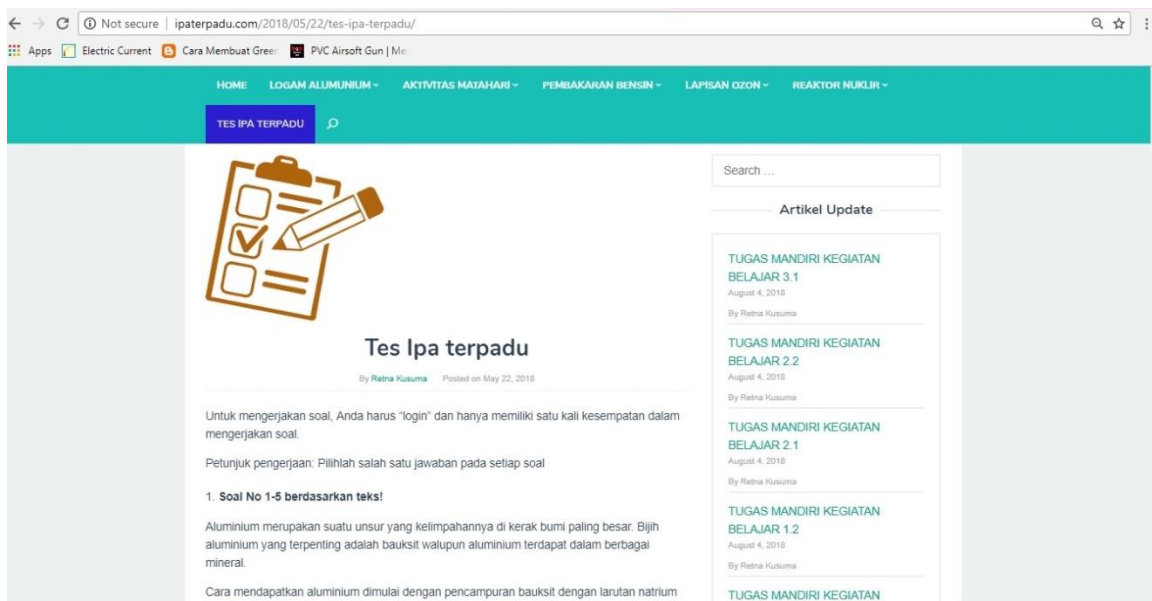 Not secure | ipaterpadu.com/2018/05/22/tes-ipa-terpadu/
Apps Electric Current Cara Membuat Gree PVC Airsoft Gun | Me
HOME LOGAM ALUMUNIUM AKTIVITAS MATAHARI PEMBAKARAN BENSIN LAPISAN OZON REAKTOR NUKLIR
TES IPA TERPADU
Tes Ipa terpadu
By Retna Kusuma Posted on May 22, 2018
Untuk mengerjakan soal, Anda harus “login” dan hanya memiliki satu kali kesempatan dalam
mengerjakan soal.
Petunjuk pengerjaan: Pilihlah salah satu jawaban pada setiap soal
1. Soal No 1-5 berdasarkan teks!
Aluminium merupakan suatu unsur yang kelimpahannya di kerak bumi paling besar. Bijih
aluminium yang terpenting adalah bauksit walupun aluminium terdapat dalam berbagai
mineral.
Cara mendapatkan aluminium dimulai dengan pencampuran bauksit dengan larutan natrium
Search ...
Artikel Update
TUGAS MANDIRI KEGIATAN
BELAJAR 3.1
August 4, 2018
By Retna Kusuma
TUGAS MANDIRI KEGIATAN
BELAJAR 2.2
August 4, 2018
By Retna Kusuma
TUGAS MANDIRI KEGIATAN
BELAJAR 2.1
August 4, 2018
By Retna Kusuma
TUGAS MANDIRI KEGIATAN
BELAJAR 1.2
August 4, 2018
By Retna Kusuma
TUGAS MANDIRI KEGIATAN